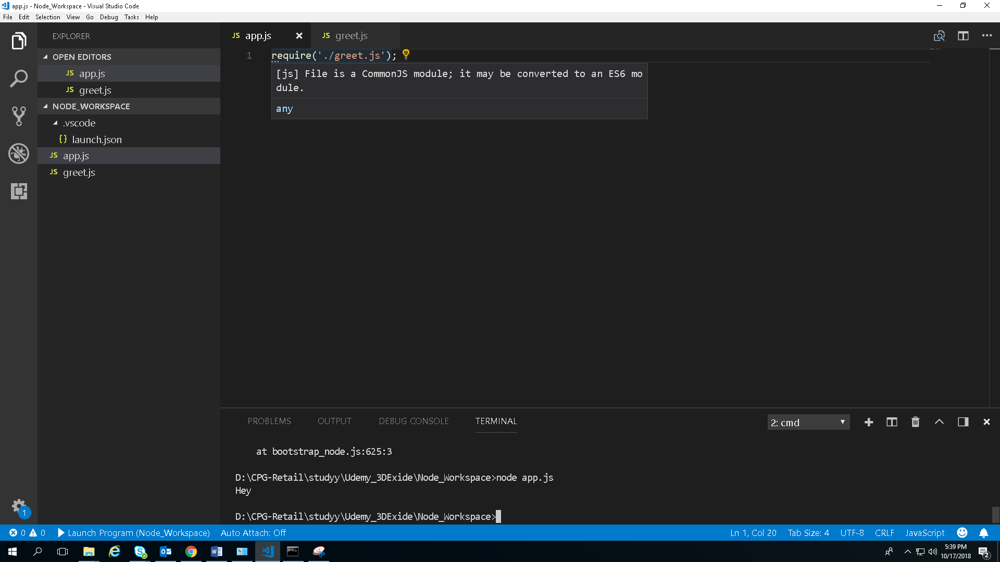 app.js - Node_Workspace - Visual Studio Code
File Edit Selection View Go Debug Tasks Help
EXPLORER
OPEN EDITORS
JS app.js
JS greet.js
NODE_WORKSPACE
.vscode
{} launch.json
JS app.js
JS greet.js
1
JS app.js
JS greet.js
1 require('./greet.js');
[js] File is a CommonJS module; it may be converted to an ES6 mo
dule.
any
PROBLEMS OUTPUT DEBUG CONSOLE TERMINAL
2: cmd
at bootstrap_node.js:625:3
D:\CPG-Retail\studyy\Udemy_3DExide\Node_Workspace>node app.js
Hey
D:\CPG-Retail\studyy\Udemy_3DExide\Node_Workspace>
0 0 Launch Program (Node_Workspace) Auto Attach: Off
Ln 1, Col 20 Tab Size: 4 UTF-8 CRLF JavaScript
5:39 PM
10/17/2018
2